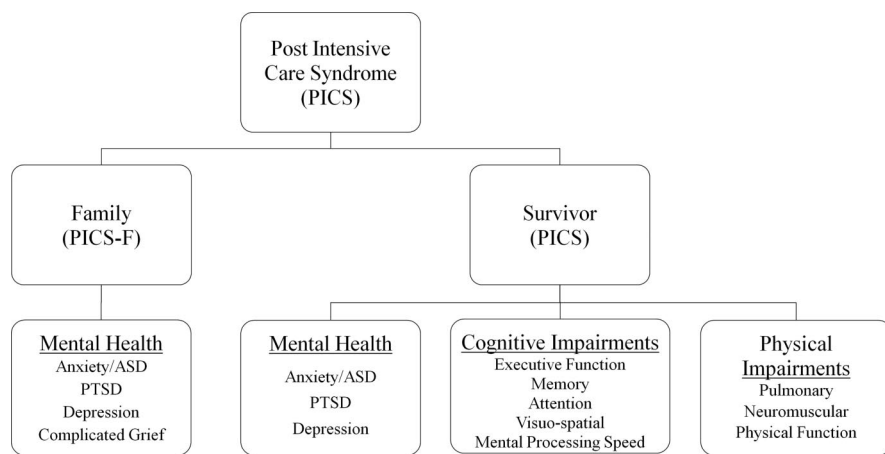 Post Intensive
Care Syndrome
(PICS)
Family
(PICS-F)
Survivor
(PICS)
Mental Health
Anxiety/ASD
PTSD
Depression
Complicated Grief
Mental Health
Anxiety/ASD
PTSD
Depression
Cognitive Impairments
Executive Function
Memory
Attention
Visuo-spatial
Mental Processing Speed
Physical
Impairments
Pulmonary
Neuromuscular
Physical Function